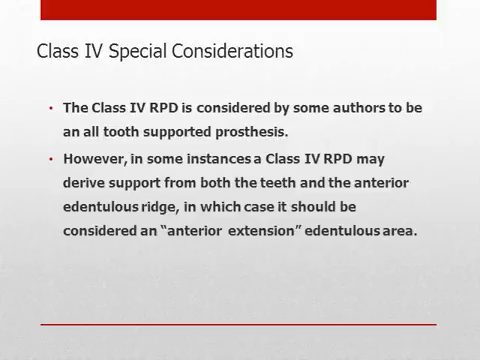 Class IV Special Considerations
• The Class IV RPD is considered by some authors to be
an all tooth supported prosthesis.
• However, in some instances a Class IV RPD may
derive support from both the teeth and the anterior
edentulous ridge, in which case it should be
considered an “anterior extension” edentulous area.